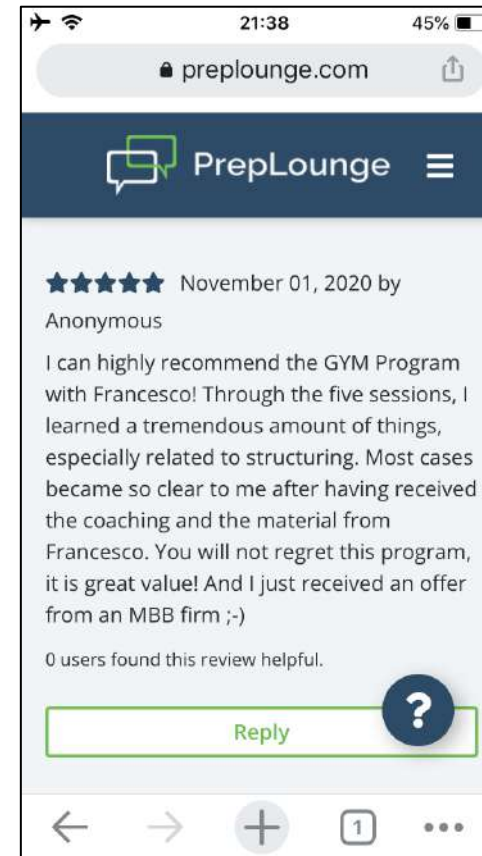 21:38
45%
preplounge.com
PrepLounge
★★★★★ November 01, 2020 by
Anonymous
I can highly recommend the GYM Program
with Francesco! Through the five sessions, I
learned a tremendous amount of things,
especially related to structuring. Most cases
became so clear to me after having received
the coaching and the material from
Francesco. You will not regret this program,
it is great value! And I just received an offer
from an MBB firm ;-)
0 users found this review helpful.
Reply
?
1